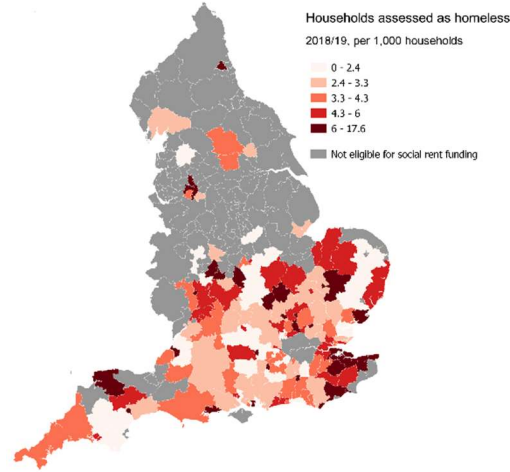 Households assessed as homeless
2018/19, per 1,000 households
0 - 2.4
2.4 - 3.3
3.3 - 4.3
4.3 - 6
6 - 17.6
Not eligible for social rent funding